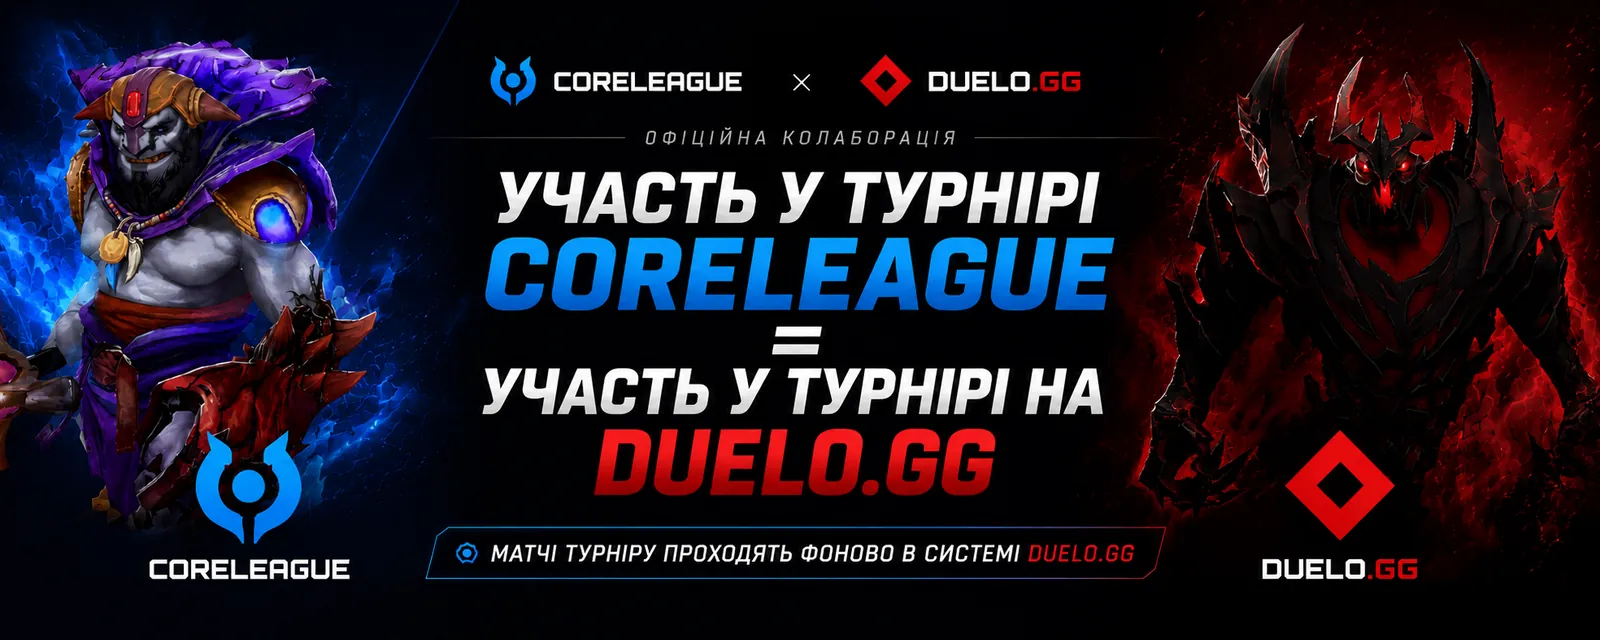 CORELEAGUE × DUELO.GG
ОФІЦІЙНА КОЛАБОРАЦІЯ
УЧАСТЬ У ТУРНІРІ
CORELEAGUE
=
УЧАСТЬ У ТУРНІРІ НА
DUELO.GG
МАТЧІ ТУРНІРУ ПРОХОДЯТЬ ФОНОВО В СИСТЕМІ DUELO.GG
CORELEAGUE
DUELO.GG